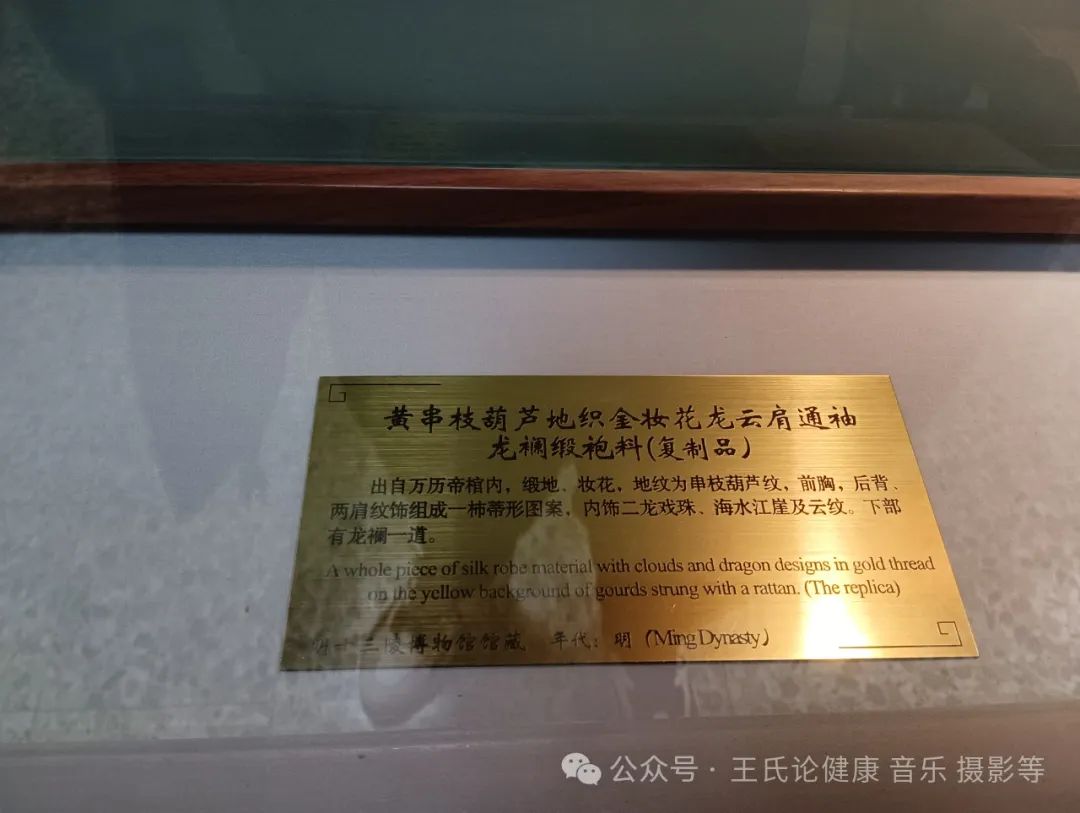 黄串枝葫芦地织金妆花龙云肩通袖
龙襕缎袍料(复制品)
出自万历帝棺内，缎地、妆花，地纹为串枝葫芦纹，前胸，后背、
两肩纹饰组成一柿蒂形图案，内饰二龙戏珠、海水江崖及云纹。下部
有龙襕一道。
A whole piece of silk robe material with clouds and dragon designs in gold thread
on the yellow background of gourds strung with a rattan. (The replica)
明十三陵博物馆馆藏 年代：明（Ming Dynasty）
公众号·王氏论健康 音乐 摄影等